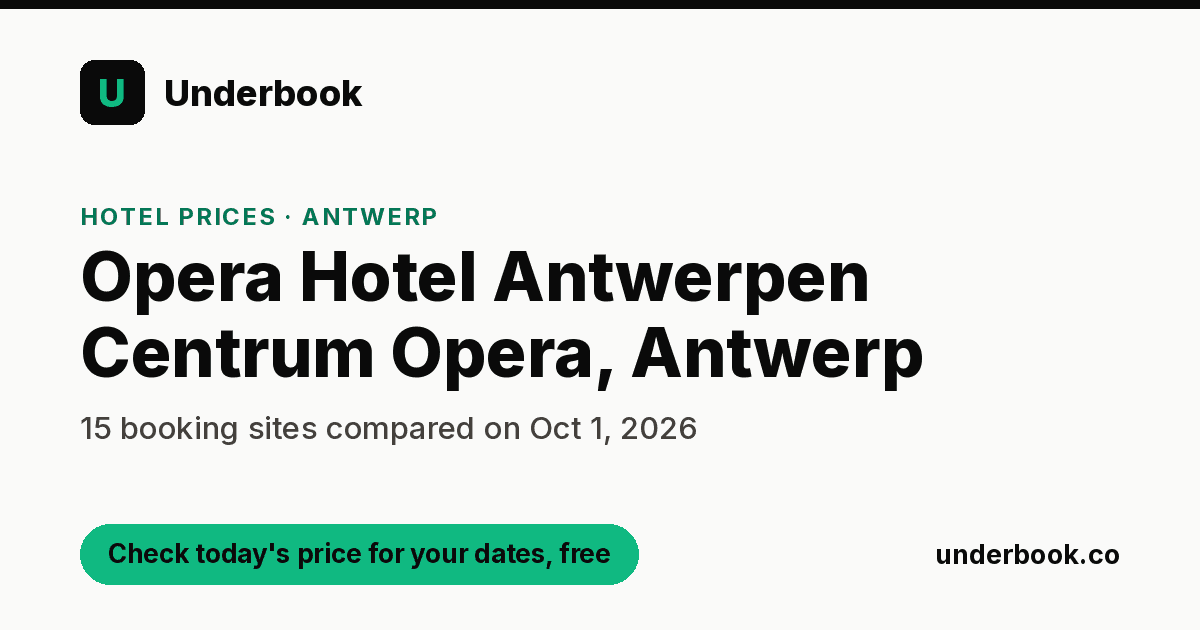 U Underbook
HOTEL PRICES · ANTWERP
Opera Hotel Antwerpen
Centrum Opera, Antwerp
15 booking sites compared on Oct 1, 2026
Check today's price for your dates, free
underbook.co